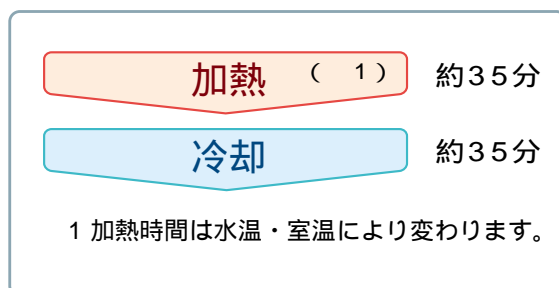 加熱 （　1） 約35分
冷却 約35分
1 加熱時間は水温・室温により変わります。